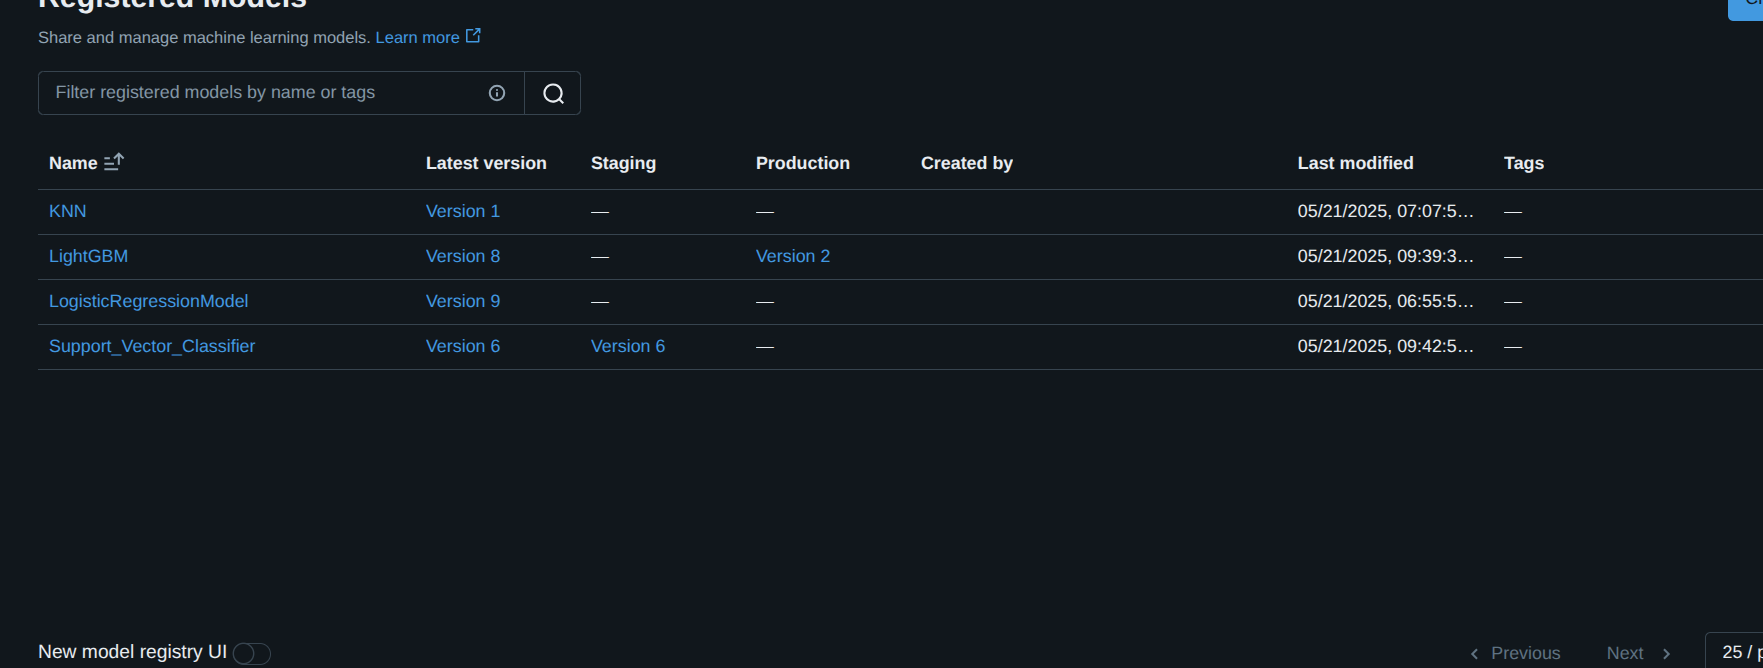 Registered Models
Share and manage machine learning models. Learn more
Filter registered models by name or tags
Name Latest version Staging Production Created by Last modified Tags
KNN Version 1 — — 05/21/2025, 07:07:5… —
LightGBM Version 8 — Version 2 05/21/2025, 09:39:3… —
LogisticRegressionModel Version 9 — — 05/21/2025, 06:55:5… —
Support_Vector_Classifier Version 6 Version 6 — 05/21/2025, 09:42:5… —
New model registry UI Previous Next 25 /